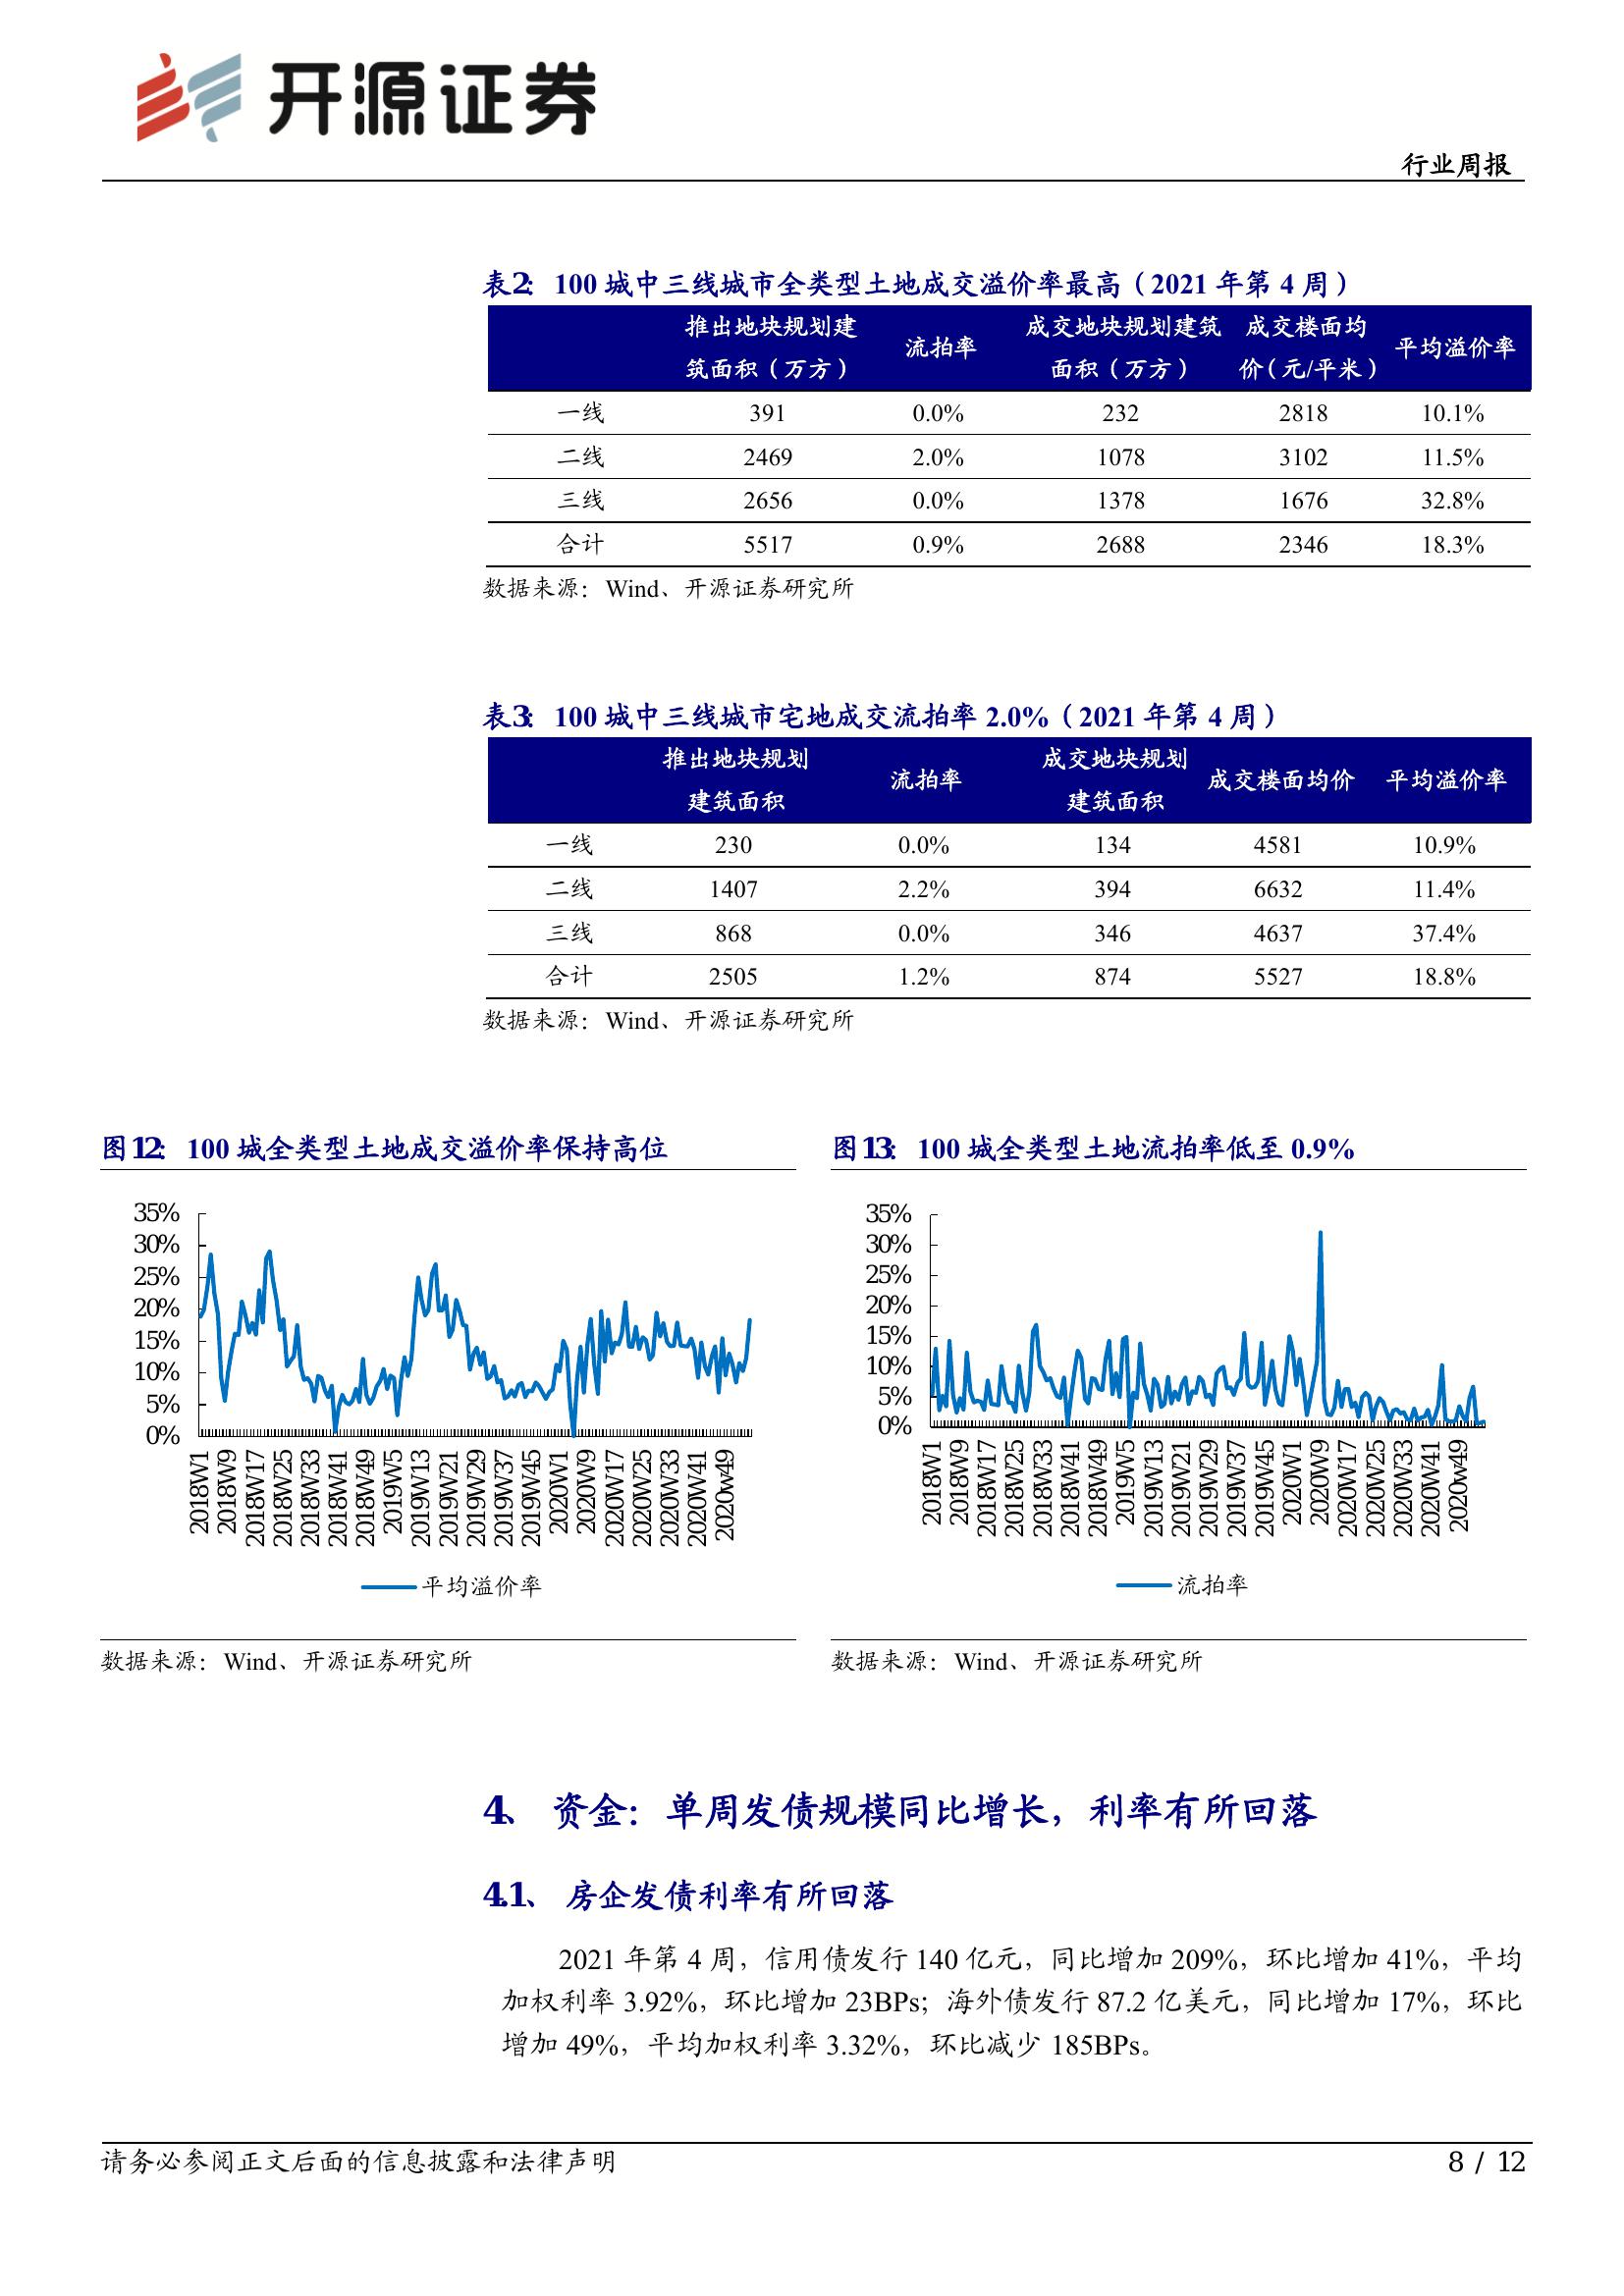 开源证券
行业周报
表2： 100 城中三线城市全类型土地成交溢价率最高（2021 年第 4 周）
推出地块规划建筑面积（万方） 流拍率 成交地块规划建筑面积（万方） 成交楼面均价（元/平米） 平均溢价率
一线 391 0.0% 232 2818 10.1%
二线 2469 2.0% 1078 3102 11.5%
三线 2656 0.0% 1378 1676 32.8%
合计 5517 0.9% 2688 2346 18.3%
数据来源：Wind、开源证券研究所
表3： 100 城中三线城市宅地成交流拍率 2.0%（2021 年第 4 周）
推出地块规划建筑面积 流拍率 成交地块规划建筑面积 成交楼面均价 平均溢价率
一线 230 0.0% 134 4581 10.9%
二线 1407 2.2% 394 6632 11.4%
三线 868 0.0% 346 4637 37.4%
合计 2505 1.2% 874 5527 18.8%
数据来源：Wind、开源证券研究所
图12： 100 城全类型土地成交溢价率保持高位
35%
30%
25%
20%
15%
10%
5%
0%
2018W1 2018W9 2018W17 2018W25 2018W33 2018W41 2018W49 2019W5 2019W13 2019W21 2019W29 2019W37 2019W45 2020W1 2020W9 2020W17 2020W25 2020W33 2020W41 2020w49
平均溢价率
数据来源：Wind、开源证券研究所
图13： 100 城全类型土地流拍率低至 0.9%
35%
30%
25%
20%
15%
10%
5%
0%
2018W1 2018W9 2018W17 2018W25 2018W33 2018W41 2018W49 2019W5 2019W13 2019W21 2019W29 2019W37 2019W45 2020W1 2020W9 2020W17 2020W25 2020W33 2020W41 2020w49
流拍率
数据来源：Wind、开源证券研究所
4、 资金：单周发债规模同比增长，利率有所回落
4.1、 房企发债利率有所回落
2021 年第 4 周，信用债发行 140 亿元，同比增加 209%，环比增加 41%，平均
加权利率 3.92%，环比增加 23BPs；海外债发行 87.2 亿美元，同比增加 17%，环比
增加 49%，平均加权利率 3.32%，环比减少 185BPs。
请务必参阅正文后面的信息披露和法律声明
8 / 12